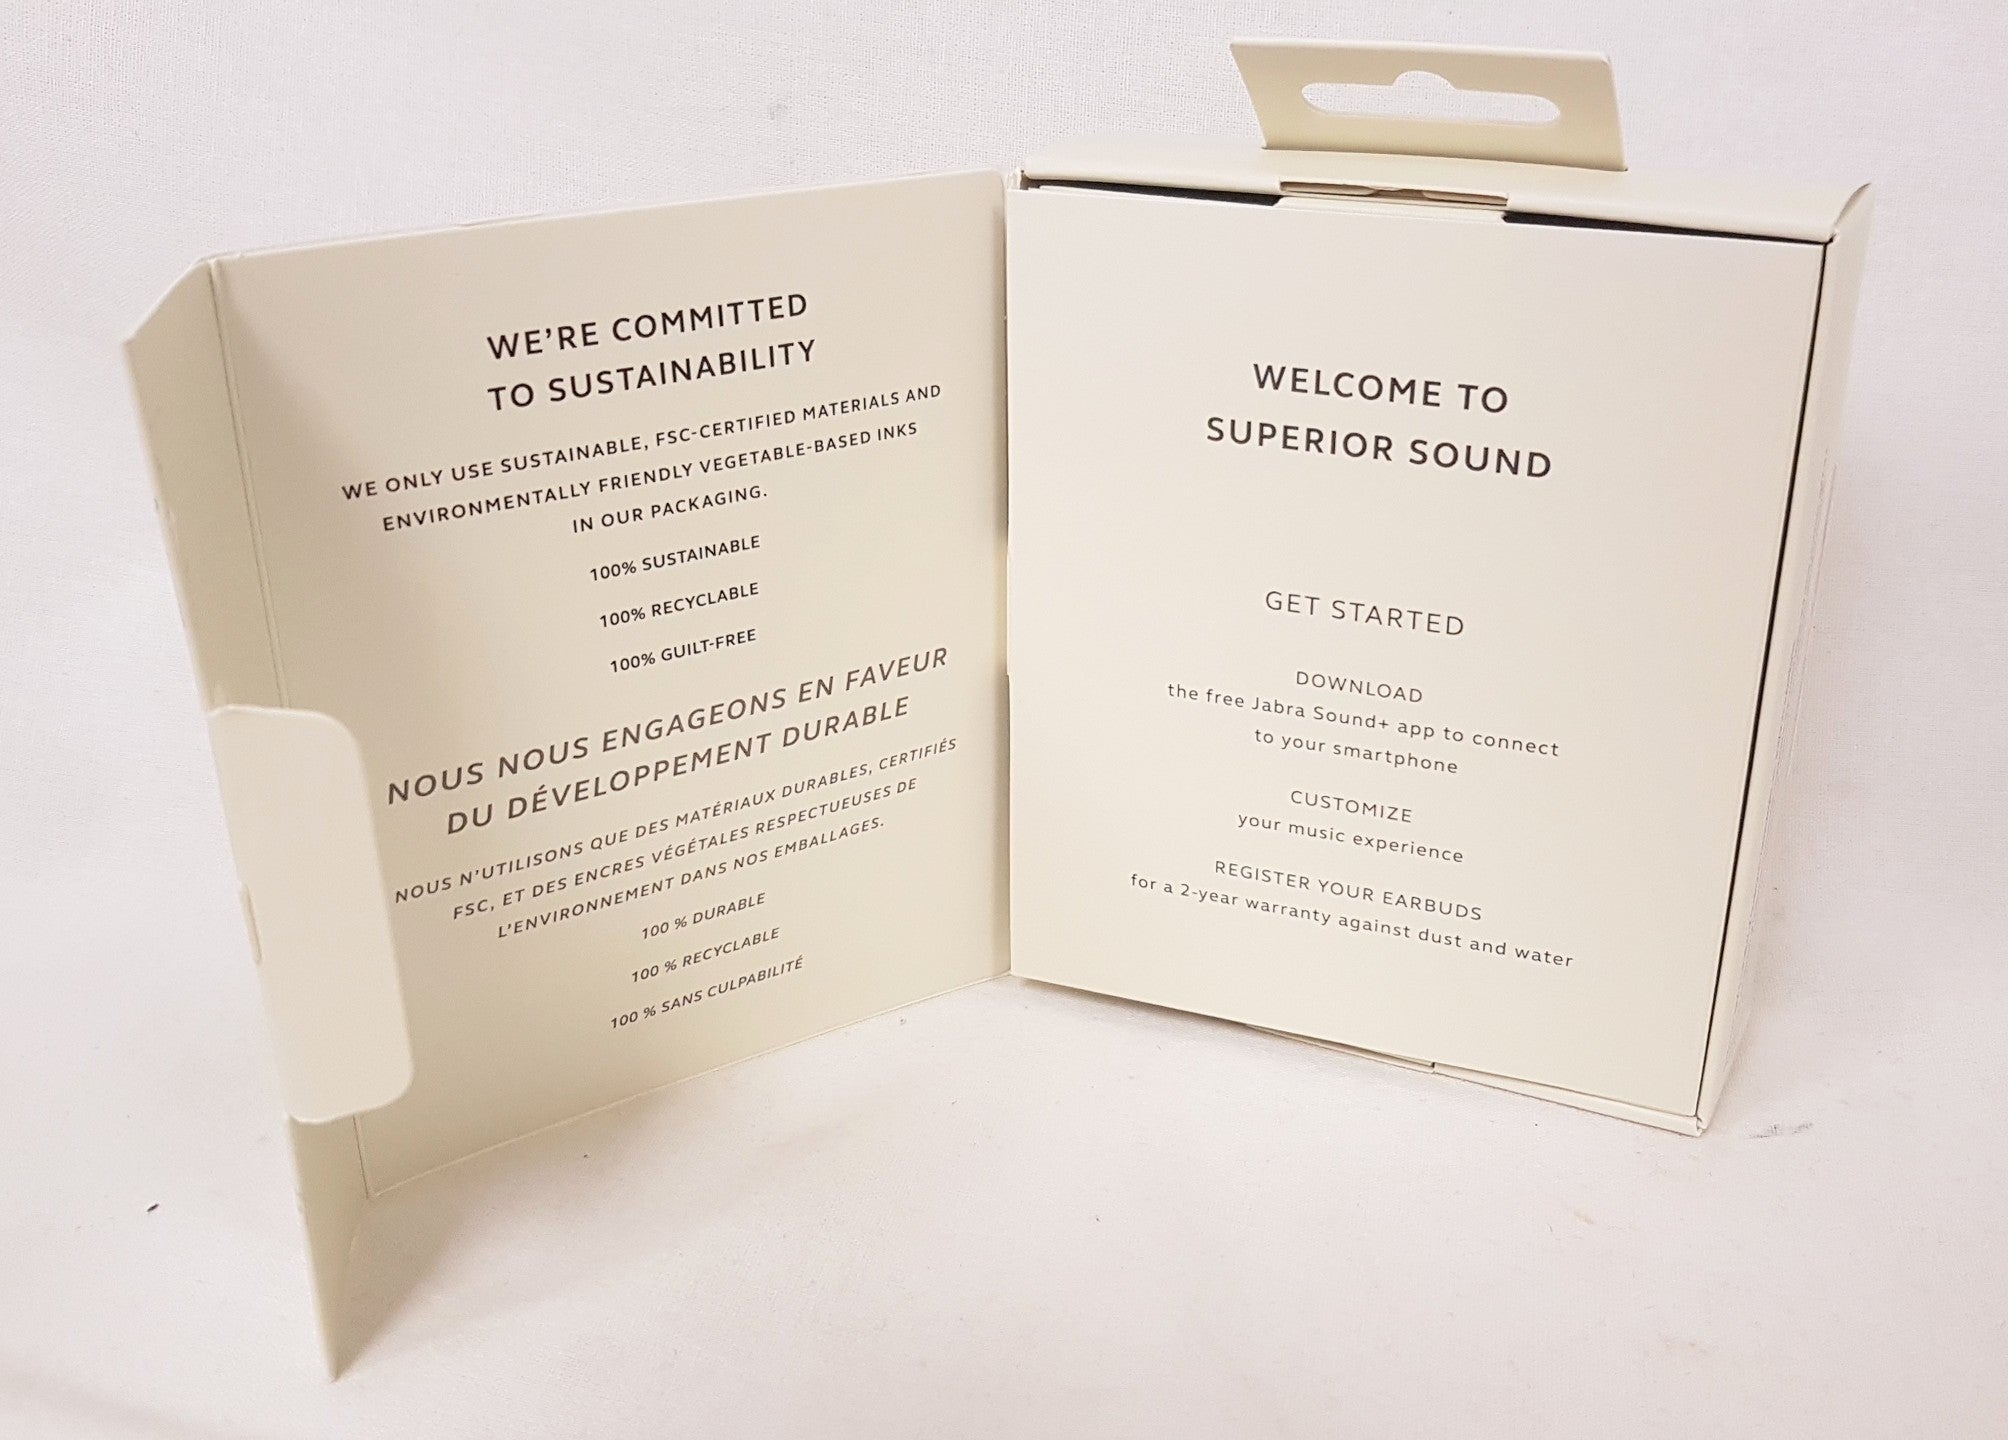 WE'RE COMMITTED
TO SUSTAINABILITY
WE ONLY USE SUSTAINABLE, FSC-CERTIFIED MATERIALS AND
ENVIRONMENTALLY FRIENDLY VEGETABLE-BASED INKS
IN OUR PACKAGING.
100% SUSTAINABLE
100% RECYCLABLE
100% GUILT-FREE
NOUS NOUS ENGAGEONS EN FAVEUR
DU DÉVELOPPEMENT DURABLE
NOUS N'UTILISONS QUE DES MATÉRIAUX DURABLES, CERTIFIÉS
FSC, ET DES ENCRES VÉGÉTALES RESPECTUEUSES DE
L'ENVIRONNEMENT DANS NOS EMBALLAGES.
100 % DURABLE
100 % RECYCLABLE
100 % SANS CULPABILITÉ
WELCOME TO
SUPERIOR SOUND
GET STARTED
DOWNLOAD
the free Jabra Sound+ app to connect
to your smartphone
CUSTOMIZE
your music experience
REGISTER YOUR EARBUDS
for a 2-year warranty against dust and water